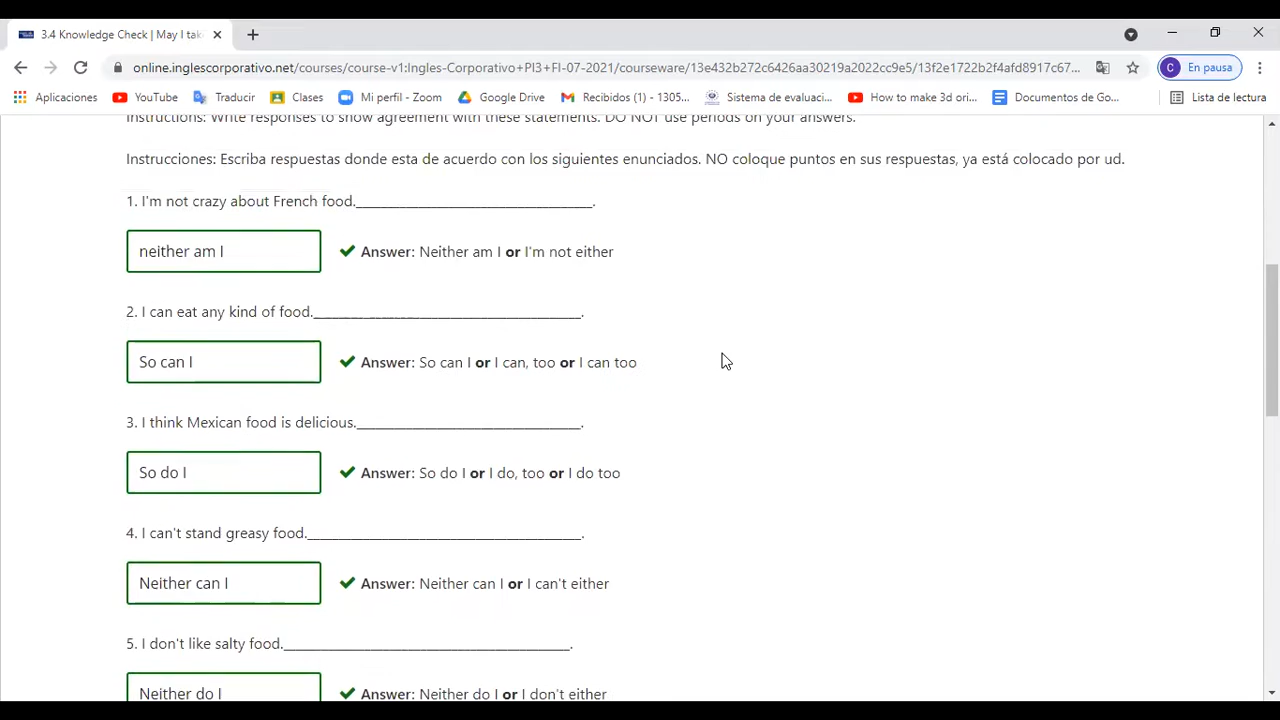 3.4 Knowledge Check | May I tak
online.inglescorporativo.net/courses/course-v1:Ingles-Corporativo+PI3+FI-07-2021/courseware/13e432b272c6426aa30219a2022cc9e5/13f2e1722b2f4afd8917c67...
En pausa
Aplicaciones YouTube Traducir Clases Mi perfil - Zoom Google Drive Recibidos (1) - 1305... Sistema de evaluaci... How to make 3d ori... Documentos de Go... Lista de lectura
Instructions: Write responses to show agreement with these statements. DO NOT use periods on your answers.
Instrucciones: Escriba respuestas donde esta de acuerdo con los siguientes enunciados. NO coloque puntos en sus respuestas, ya está colocado por ud.
1. I'm not crazy about French food.________________________________.
neither am I Answer: Neither am I or I'm not either
2. I can eat any kind of food.____________________________________.
So can I Answer: So can I or I can, too or I can too
3. I think Mexican food is delicious.______________________________.
So do I Answer: So do I or I do, too or I do too
4. I can't stand greasy food._____________________________________.
Neither can I Answer: Neither can I or I can't either
5. I don't like salty food._______________________________________.
Neither do I Answer: Neither do I or I don't either